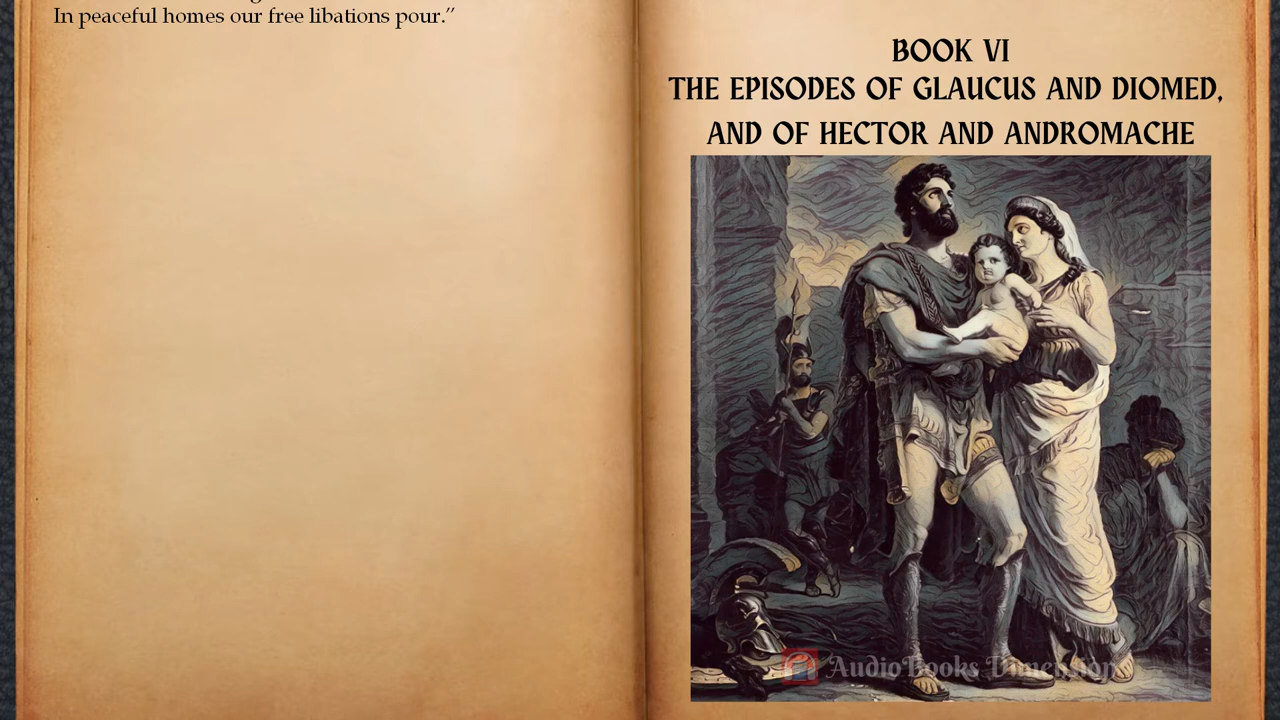 In peaceful homes our free libations pour.”
BOOK VI
THE EPISODES OF GLAUCUS AND DIOMED,
AND OF HECTOR AND ANDROMACHE
AudioBooks Dimension